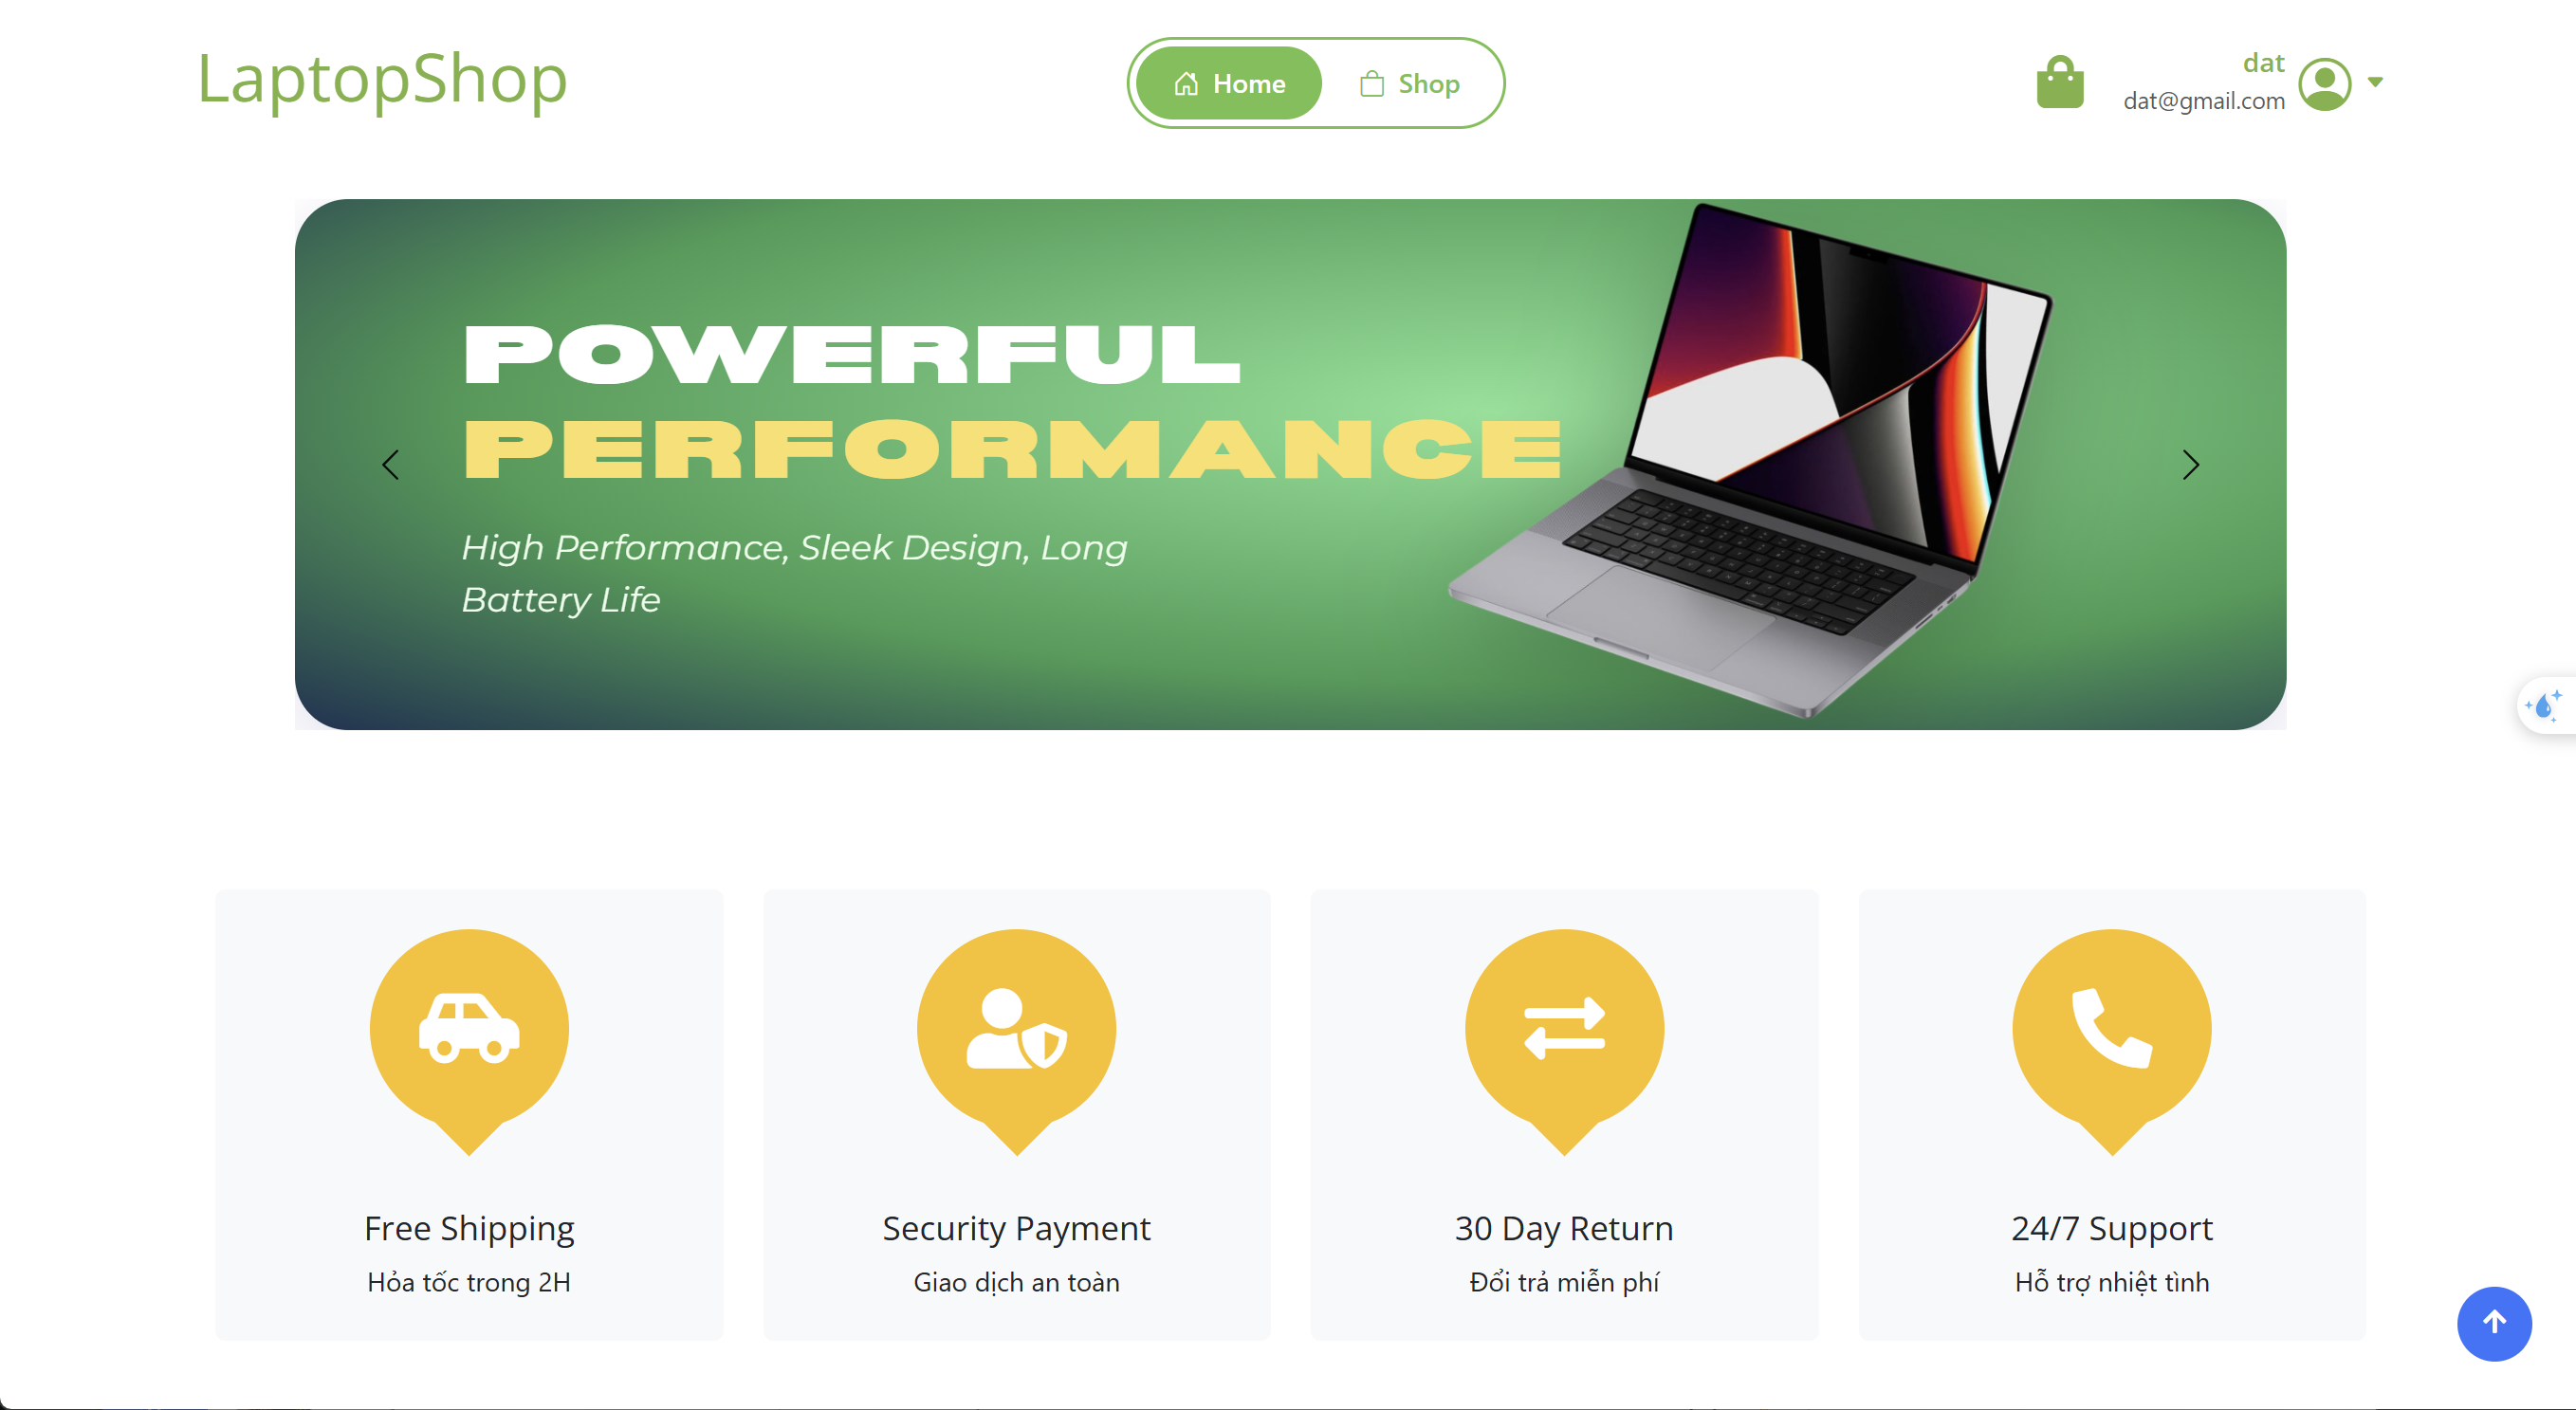 LaptopShop
Home
Shop
dat
dat@gmail.com
POWERFUL
PERFORMANCE
High Performance, Sleek Design, Long
Battery Life
Free Shipping
Hỏa tốc trong 2H
Security Payment
Giao dịch an toàn
30 Day Return
Đổi trả miễn phí
24/7 Support
Hỗ trợ nhiệt tình